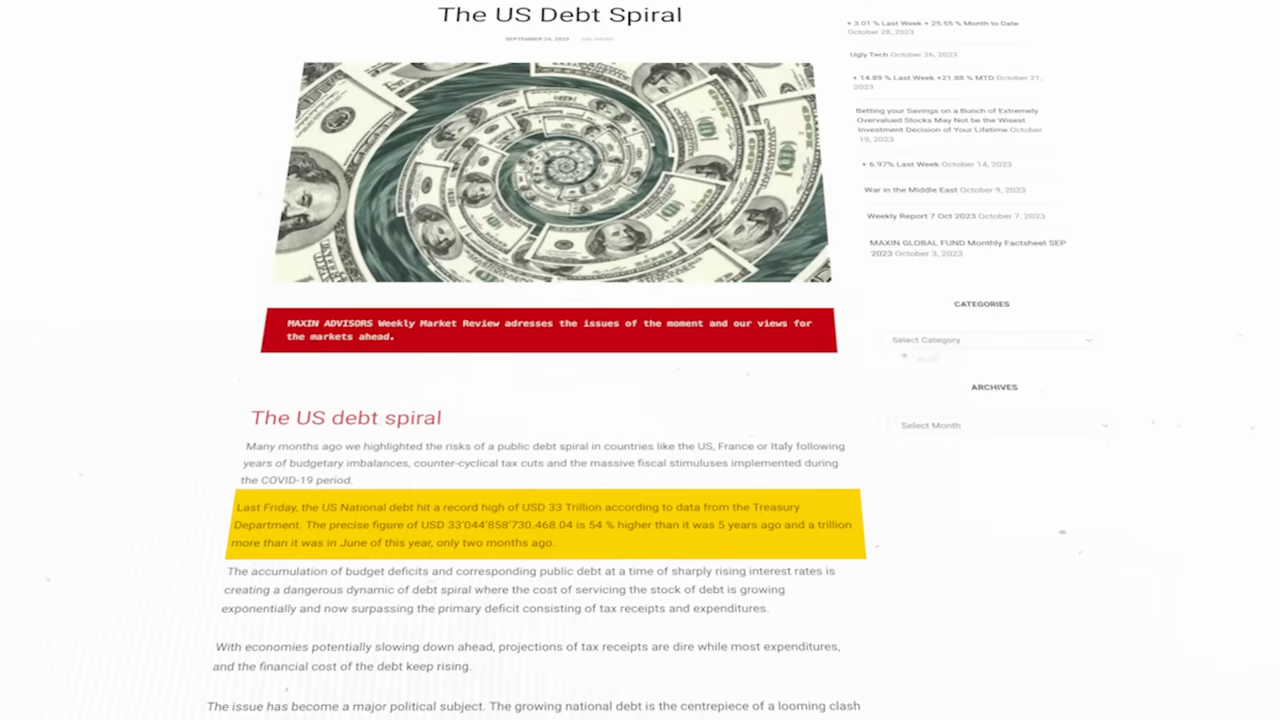 The US Debt Spiral
SEPTEMBER 24, 2023
+ 3.01 % Last Week + 25.55 % Month to Date
October 28, 2023
Ugly Tech October 26, 2023
+ 14.89 % Last Week +21.88 % MTD October 21,
2023
Betting your Savings on a Bunch of Extremely
Overvalued Stocks May Not be the Wisest
Investment Decision of Your Lifetime October
19, 2023
+ 6.97% Last Week October 14, 2023
War in the Middle East October 9, 2023
Weekly Report 7 Oct 2023 October 7, 2023
MAXIN GLOBAL FUND Monthly Factsheet SEP
2023 October 3, 2023
CATEGORIES
Select Category
ARCHIVES
Select Month
MAXIN ADVISORS Weekly Market Review adresses the issues of the moment and our views for
the markets ahead.
The US debt spiral
Many months ago we highlighted the risks of a public debt spiral in countries like the US, France or Italy following
years of budgetary imbalances, counter-cyclical tax cuts and the massive fiscal stimuluses implemented during
the COVID-19 period.
Last Friday, the US National debt hit a record high of USD 33 Trillion according to data from the Treasury
Department. The precise figure of USD 33'044'858'730.468.04 is 54 % higher than it was 5 years ago and a trillion
more than it was in June of this year, only two months ago.
The accumulation of budget deficits and corresponding public debt at a time of sharply rising interest rates is
creating a dangerous dynamic of debt spiral where the cost of servicing the stock of debt is growing
exponentially and now surpassing the primary deficit consisting of tax receipts and expenditures.
With economies potentially slowing down ahead, projections of tax receipts are dire while most expenditures,
and the financial cost of the debt keep rising.
The issue has become a major political subject. The growing national debt is the centrepiece of a looming clash